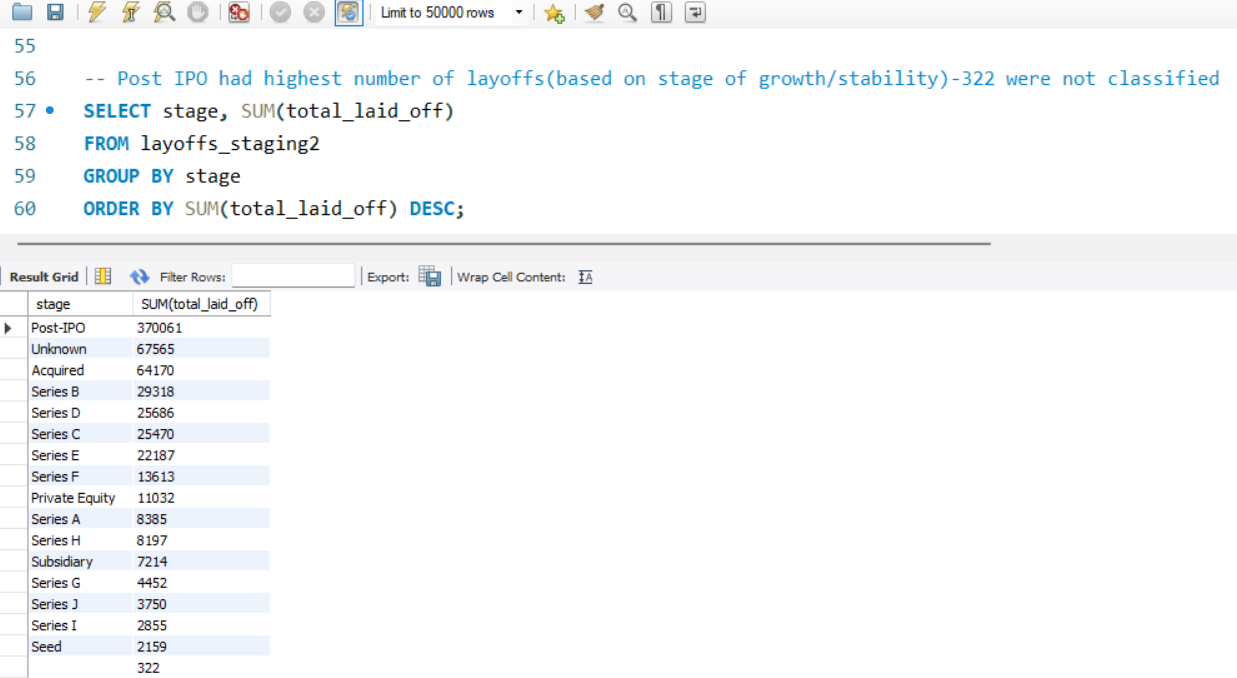 Limit to 50000 rows
55
56 -- Post IPO had highest number of layoffs(based on stage of growth/stability)-322 were not classified
57 SELECT stage, SUM(total_laid_off)
58 FROM layoffs_staging2
59 GROUP BY stage
60 ORDER BY SUM(total_laid_off) DESC;
Result Grid Filter Rows: Export: Wrap Cell Content: IA
stage SUM(total_laid_off)
Post-IPO 370061
Unknown 67565
Acquired 64170
Series B 29318
Series D 25686
Series C 25470
Series E 22187
Series F 13613
Private Equity 11032
Series A 8385
Series H 8197
Subsidiary 7214
Series G 4452
Series J 3750
Series I 2855
Seed 2159
322